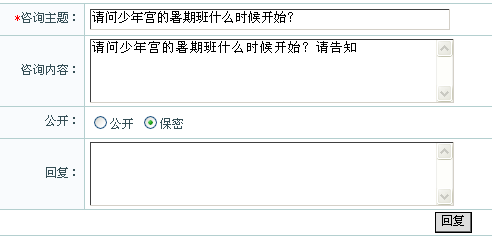 *咨询主题： 请问少年宫的暑期班什么时候开始?
咨询内容： 请问少年宫的暑期班什么时候开始? 请告知
公开： 公开 保密
回复：
回复